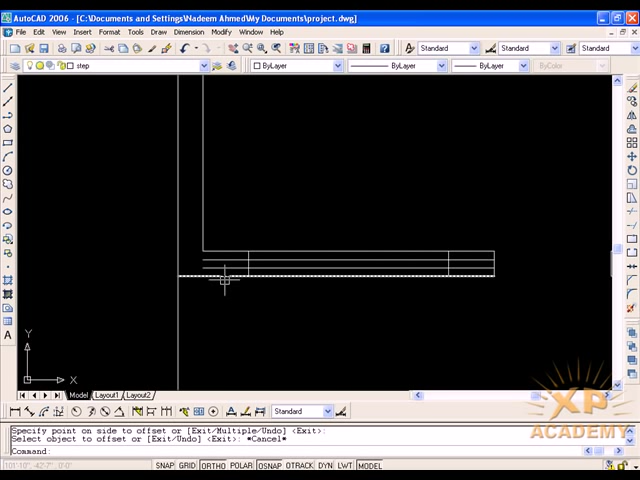 AutoCAD 2006 - [C:\Documents and Settings\Nadeem Ahmed\My Documents\project.dwg]
File Edit View Insert Format Tools Draw Dimension Modify Window Help
Standard Standard Standard
step ByLayer ByLayer ByLayer ByColor
Y
X
Model Layout1 Layout2
Standard
Specify point on side to offset or [Exit/Multiple/Undo] <Exit>:
Select object to offset or [Exit/Undo] <Exit>: *Cancel*
Command:
SNAP GRID ORTHO POLAR OSNAP OTRACK DYN LWT MODEL
XP
ACADEMY